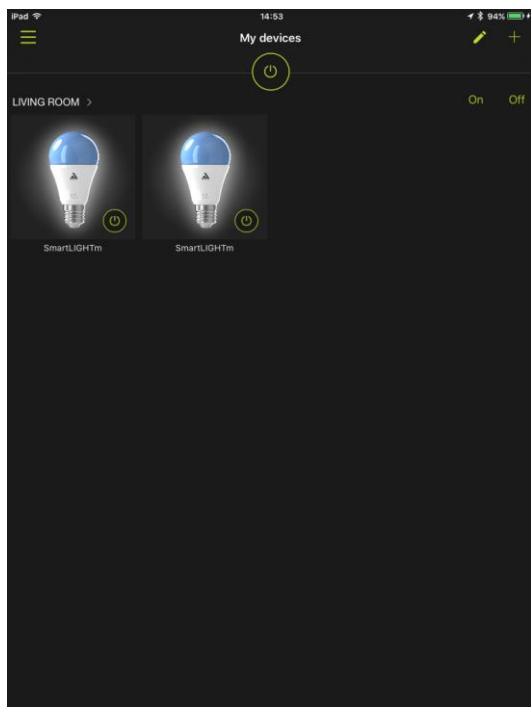 iPad 14:53 94%
My devices
LIVING ROOM > On Off
SmartLIGHTm SmartLIGHTm